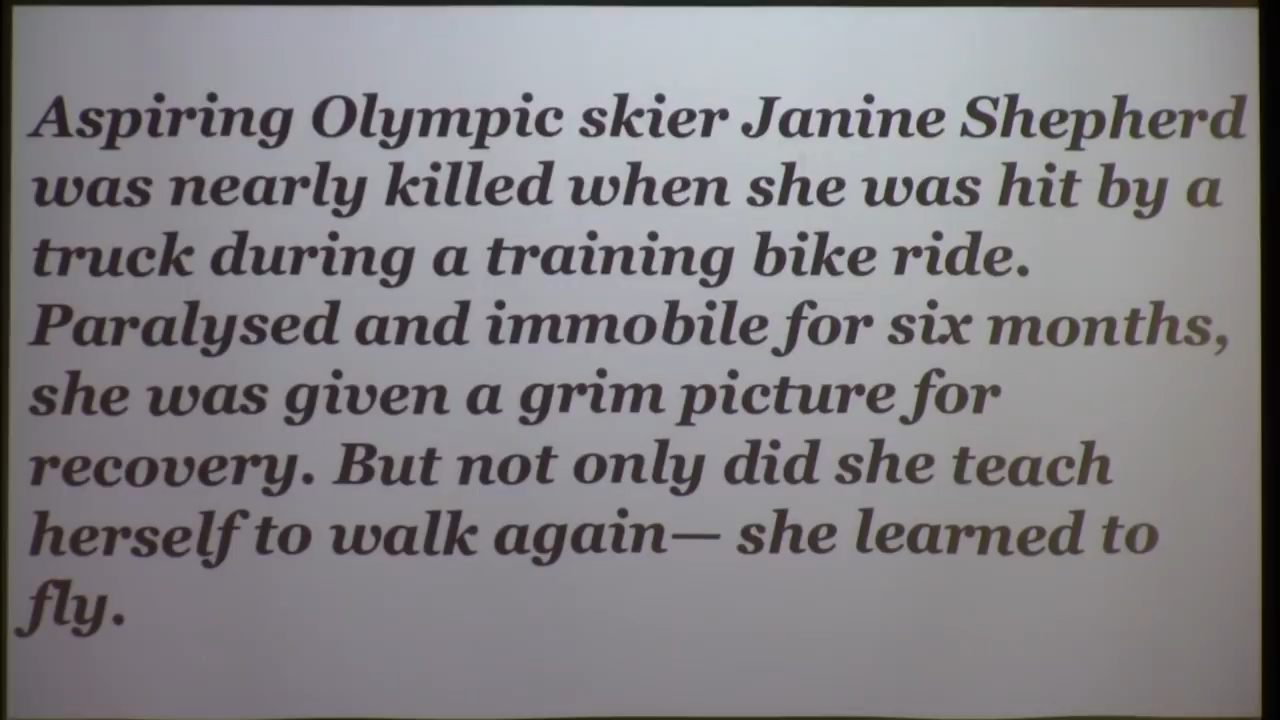 Aspiring Olympic skier Janine Shepherd
was nearly killed when she was hit by a
truck during a training bike ride.
Paralysed and immobile for six months,
she was given a grim picture for
recovery. But not only did she teach
herself to walk again— she learned to
fly.